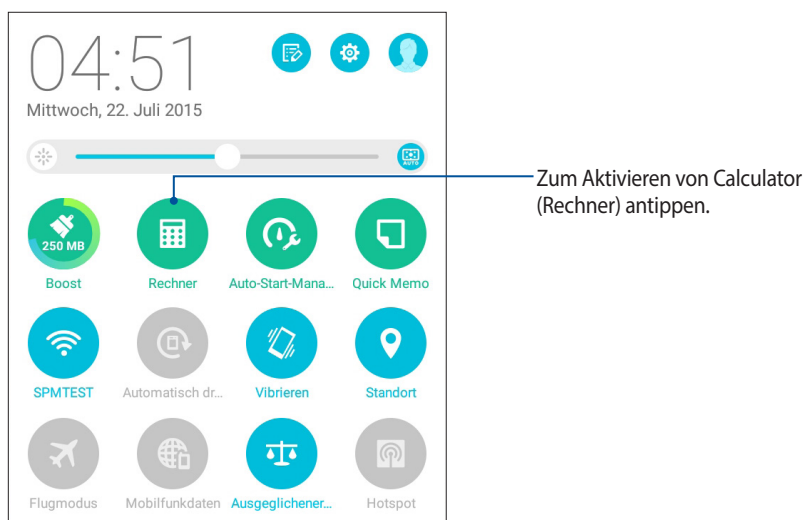 04:51
Mittwoch, 22. Juli 2015
AUTO
Zum Aktivieren von Calculator
(Rechner) antippen.
250 MB
Boost
Rechner
Auto-Start-Mana...
Quick Memo
SPMTEST
Automatisch dr...
Vibrieren
Standort
Flugmodus
Mobilfunkdaten
Ausgeglichener...
Hotspot